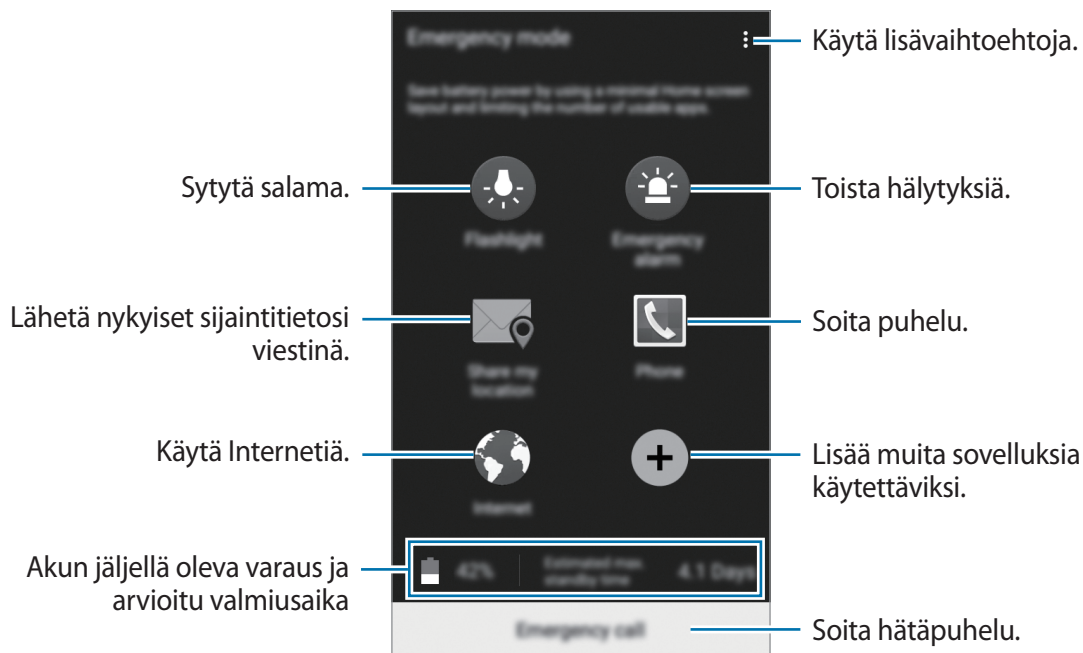 Emergency mode
Käytä lisävaihtoehtoja.
Save battery power by using a minimal Home screen
layout and limiting the number of usable apps.
Sytytä salama.
Toista hälytyksiä.
Flashlight
Emergency
alarm
Lähetä nykyiset sijaintitietosi
viestinä.
Soita puhelu.
Share my
location
Phone
Käytä Internetiä.
Lisää muita sovelluksia
käytettäviksi.
Internet
Akun jäljellä oleva varaus ja
arvioitu valmiusaika
42%
Estimated max.
standby time
4.1 Days
Emergency call
Soita hätäpuhelu.